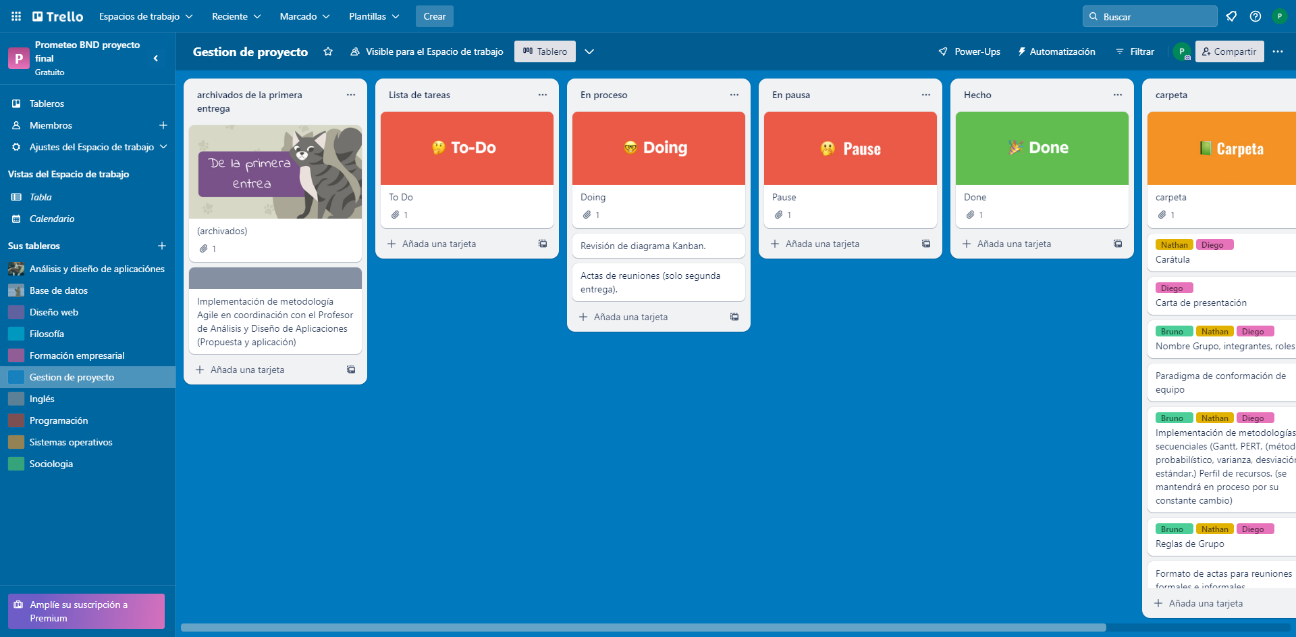 Trello
Espacios de trabajo
Reciente
Marcado
Plantillas
Crear
Buscar
P
P
Prometeo BND proyecto
final
Gratuito
Gestion de proyecto
Visible para el Espacio de trabajo
Tablero
Power-Ups
Automatización
Filtrar
P
Compartir
Tableros
Miembros
Ajustes del Espacio de trabajo
Vistas del Espacio de trabajo
Tabla
Calendario
Sus tableros
Análisis y diseño de aplicaciónes
Base de datos
Diseño web
Filosofía
Formación empresarial
Gestion de proyecto
Inglés
Programación
Sistemas operativos
Sociologia
Amplíe su suscripción a
Premium
archivados de la primera
entrega
De la primera
entrea
(archivados)
1
Implementación de metodología
Agile en coordinación con el Profesor
de Análisis y Diseño de Aplicaciones
(Propuesta y aplicación)
Añada una tarjeta
Lista de tareas
To-Do
To Do
1
Añada una tarjeta
En proceso
Doing
Doing
1
Revisión de diagrama Kanban.
Actas de reuniones (solo segunda
entrega).
Añada una tarjeta
En pausa
Pause
Pause
1
Añada una tarjeta
Hecho
Done
Done
1
Añada una tarjeta
carpeta
Carpeta
carpeta
1
Nathan Diego
Carátula
Diego
Carta de presentación
Bruno Nathan Diego
Nombre Grupo, integrantes, roles
Paradigma de conformación de
equipo
Bruno Nathan Diego
Implementación de metodologías
secuenciales (Gantt, PERT, (métod
probabilístico, varianza, desviación
estándar.) Perfil de recursos. (se
mantendrá en proceso por su
constante cambio)
Bruno Nathan Diego
Reglas de Grupo
Formato de actas para reuniones
formales e informales
Añada una tarjeta